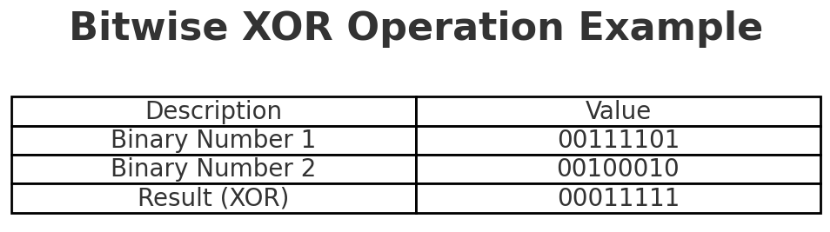 Bitwise XOR Operation Example
Description Value
Binary Number 1 00111101
Binary Number 2 00100010
Result (XOR) 00011111